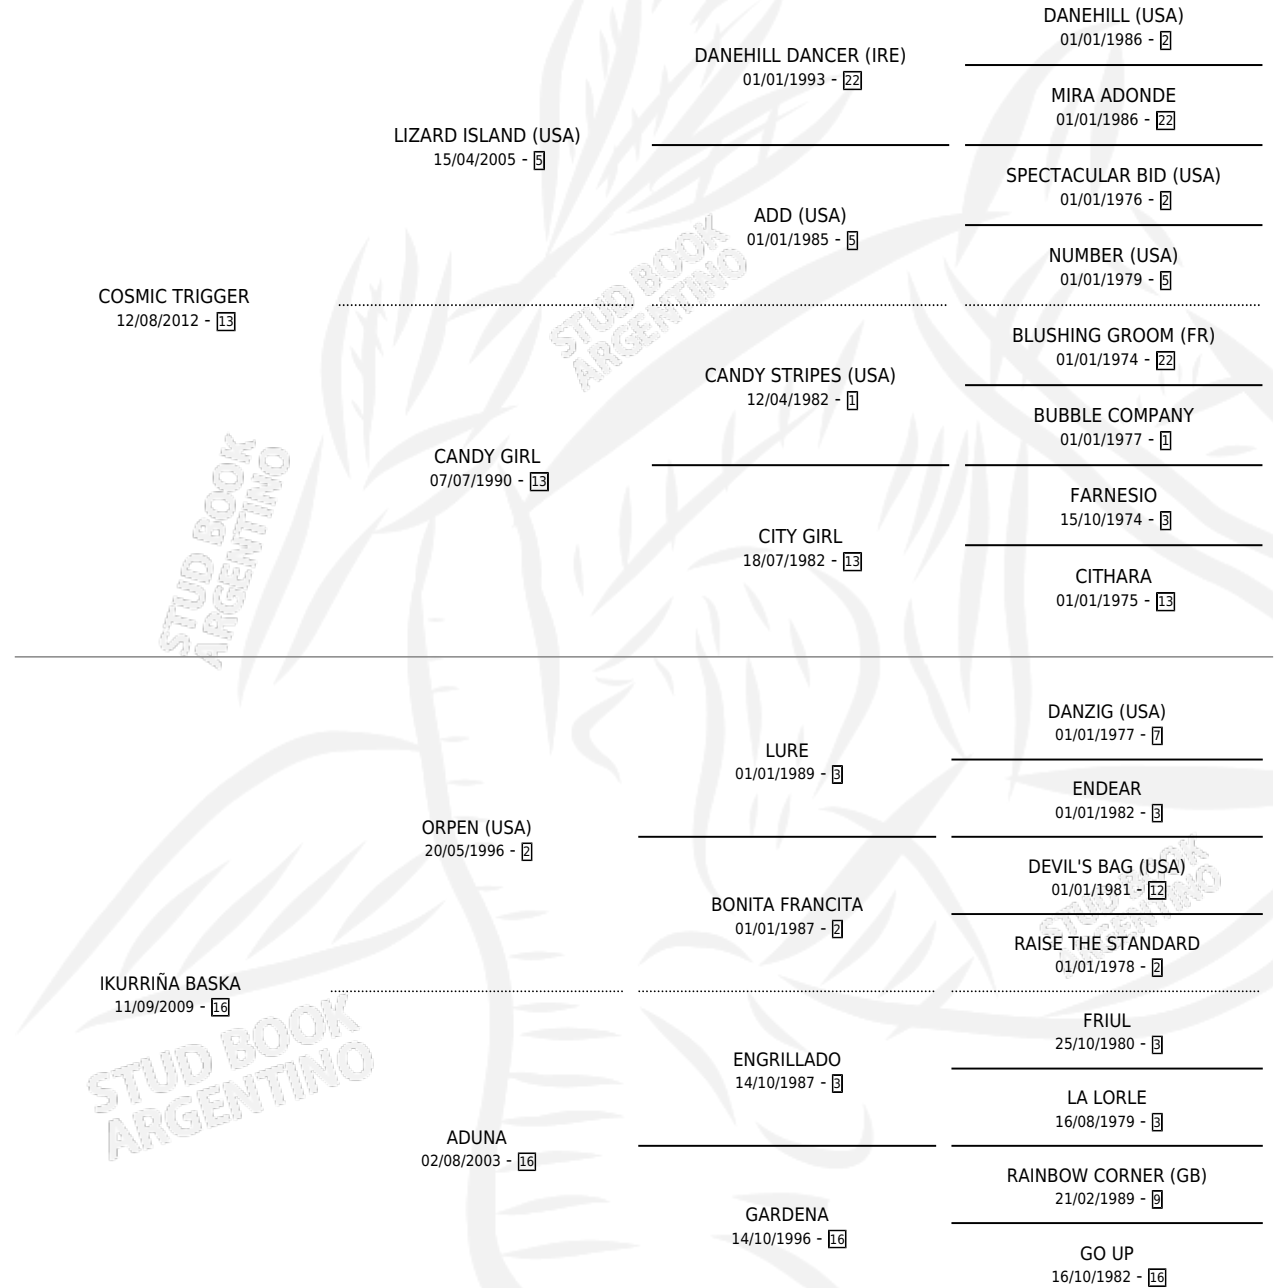 DANEHILL (USA)
01/01/1986 - 2
DANEHILL DANCER (IRE)
01/01/1993 - 22
MIRA ADONDE
01/01/1986 - 22
LIZARD ISLAND (USA)
15/04/2005 - 5
SPECTACULAR BID (USA)
01/01/1976 - 2
ADD (USA)
01/01/1985 - 5
NUMBER (USA)
01/01/1979 - 5
COSMIC TRIGGER
12/08/2012 - 13
STUD BOOK
ARGENTINO
BLUSHING GROOM (FR)
01/01/1974 - 22
CANDY STRIPES (USA)
12/04/1982 - 1
BUBBLE COMPANY
01/01/1977 - 1
CANDY GIRL
07/07/1990 - 13
FARNESIO
15/10/1974 - 3
CITY GIRL
18/07/1982 - 13
CITHARA
01/01/1975 - 13
STUD BOOK
ARGENTINO
DANZIG (USA)
01/01/1977 - 7
LURE
01/01/1989 - 3
ENDEAR
01/01/1982 - 3
ORPEN (USA)
20/05/1996 - 2
DEVIL'S BAG (USA)
01/01/1981 - 12
BONITA FRANCITA
01/01/1987 - 2
STUD BOOK
ARGENTINO
RAISE THE STANDARD
01/01/1978 - 2
IKURRIÑA BASKA
11/09/2009 - 16
STUD BOOK
ARGENTINO
FRIUL
25/10/1980 - 3
ENGRILLADO
14/10/1987 - 3
LA LORLE
16/08/1979 - 3
ADUNA
02/08/2003 - 16
RAINBOW CORNER (GB)
21/02/1989 - 9
GARDENA
14/10/1996 - 16
GO UP
16/10/1982 - 16